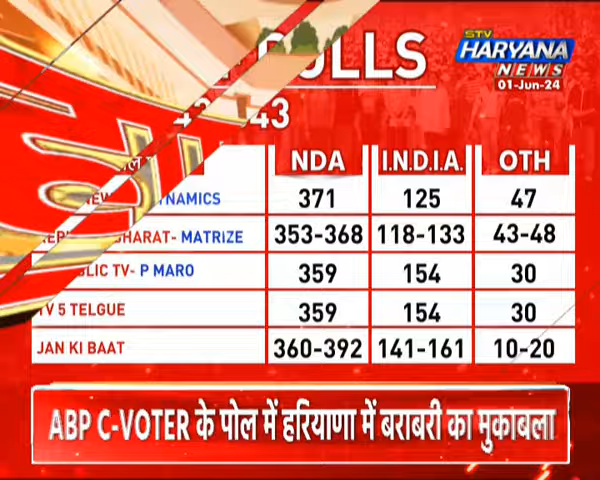 POLLS
STV
HARYANA
NEWS
01-Jun-24
543
NDA I.N.D.I.A. OTH
DYNAMICS 371 125 47
BHARAT- MATRIZE 353-368 118-133 43-48
TV- P MARO 359 154 30
TV 5 TELGUE 359 154 30
JAN KI BAAT 360-392 141-161 10-20
ABP C-VOTER के पोल में हरियाणा में बराबरी का मुकाबला